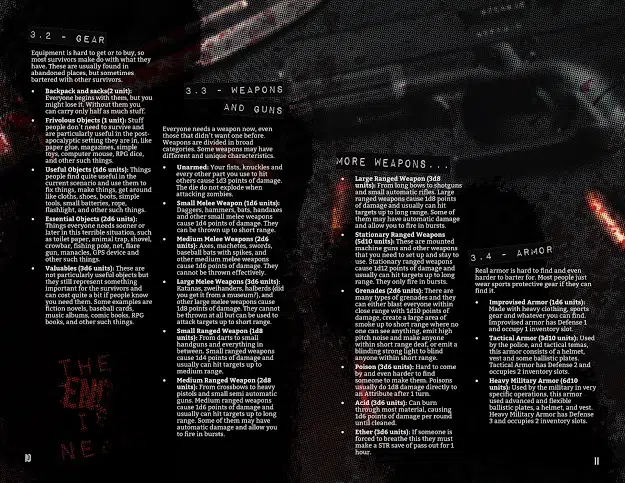 3.2 - GEAR
Equipment is hard to get or to buy, so
most survivors make do with what they
have. These are usually found in
abandoned places, but sometimes
bartered with other survivors.
• Backpack and sacks(2 unit):
Everyone begins with them, but you
might lose it. Without them you
can carry only half as much stuff.
• Frivolous Objects (1 unit): Stuff
people don't need to survive and
are particularly useful in the post-
apocalyptic setting they are in, like
paper glue, magazines, simple
toys, computer mouse, RPG dice,
and other such things.
• Useful Objects (1d6 units): Things
people find quite useful in the
current scenario and use them to
fix things, make things, get around
like cloths, shoes, boots, simple
tools, small batteries, rope,
flashlight, and other such things.
• Essential Objects (2d6 units):
Things everyone needs sooner or
later in this terrible situation, such
as toilet paper, animal trap, shovel,
crowbar, fishing pole, net, flare
gun, manacles, GPS device and
other such things.
• Valuables (3d6 units): These are
not particularly useful objects but
they still represent something
important for the survivors and
can cost quite a bit if people know
you need them. Some examples are
fiction novels, baseball cards,
music albums, comic books, RPG
books, and other such things.
THE
END
IS
NE
10
3.3 - WEAPONS
AND GUNS
Everyone needs a weapon now, even
those that didn't want one before.
Weapons are divided in broad
categories. Some weapons may have
different and unique characteristics.
• Unarmed: Your fists, knuckles and
every other part you use to hit
others cause 1d3 points of damage.
The die do not explode when
attacking zombies.
• Small Melee Weapon (1d6 units):
Daggers, hammers, bots, handaxes
and other small melee weapons
cause 1d4 points of damage. They
can be thrown up to short range.
• Medium Melee Weapons (2d6
units): Axes, machetes, swords,
baseball bats with spikes, and
other medium melee weapons
cause 1d6 points of damage. They
cannot be thrown effectively.
• Large Melee Weapons (3d6 units):
Katanas, zweihanders, halberds (did
you get it from a museum?), and
other large melee weapons cause
1d8 points of damage. They cannot
be thrown at all but can be used to
attack targets up to short range.
• Small Ranged Weapon (1d8
units): From darts to small
handguns and everything in
between. Small ranged weapons
cause 1d4 points of damage and
usually can hit targets up to
medium range.
• Medium Ranged Weapon (2d8
units): From crossbows to heavy
pistols and small semi automatic
guns. Medium ranged weapons
cause 1d6 points of damage and
usually can hit targets up to long
range. Some of them may have
automatic damage and allow you
to fire in bursts.
MORE WEAPONS...
• Large Ranged Weapon (3d8
units): From long bows to shotguns
and small automatic rifles. Large
ranged weapons cause 1d8 points
of damage and usually can hit
targets up to long range. Some of
them may have automatic damage
and allow you to fire in bursts.
• Stationary Ranged Weapons
(5d10 units): These are mounted
machine guns and other weapons
that you need to set up and stay to
use. Stationary ranged weapons
cause 1d12 points of damage and
usually can hit targets up to long
range. They only fire in bursts.
• Grenades (2d6 units): There are
many types of grenades and they
can either blast everyone within
close range with 1d10 points of
damage, create a large area of
smoke up to short range where no
one can see anything, emit high
pitch noise and make anyone
within short range deaf, or emit a
blinding strong light to blind
anyone within short range.
• Poison (3d6 units): Hard to come
by and even harder to find
someone to make them. Poisons
usually do 1d8 damage directly to
an Attribute after 1 turn.
• Acid (3d6 units): Can burn
through most material, causing
1d6 points of damage per round
until cleaned.
• Ether (3d6 units): If someone is
forced to breathe this they must
make a STR save of pass out for 1
hour.
3.4 - ARMOR
Real armor is hard to find and even
harder to barter for. Most people just
wear sports protective gear if they can
find it.
• Improvised Armor (1d6 units):
Made with heavy clothing, sports
gear and whatever you can find.
Improvised armor has Defense 1
and occupy 1 inventory slot.
• Tactical Armor (3d10 units): Used
by the police, and tactical temas,
this armor consists of a helmet,
vest and some ballistic plates.
Tactical Armor has Defense 2 and
occupies 2 inventory slots.
• Heavy Military Armor (6d10
units): Used by the military in very
specific operations, this armor
used advanced and flexible
ballistic plates, a helmet, and vest.
Heavy Military Armor has Defense
3 and occupies 2 inventory slots.
11